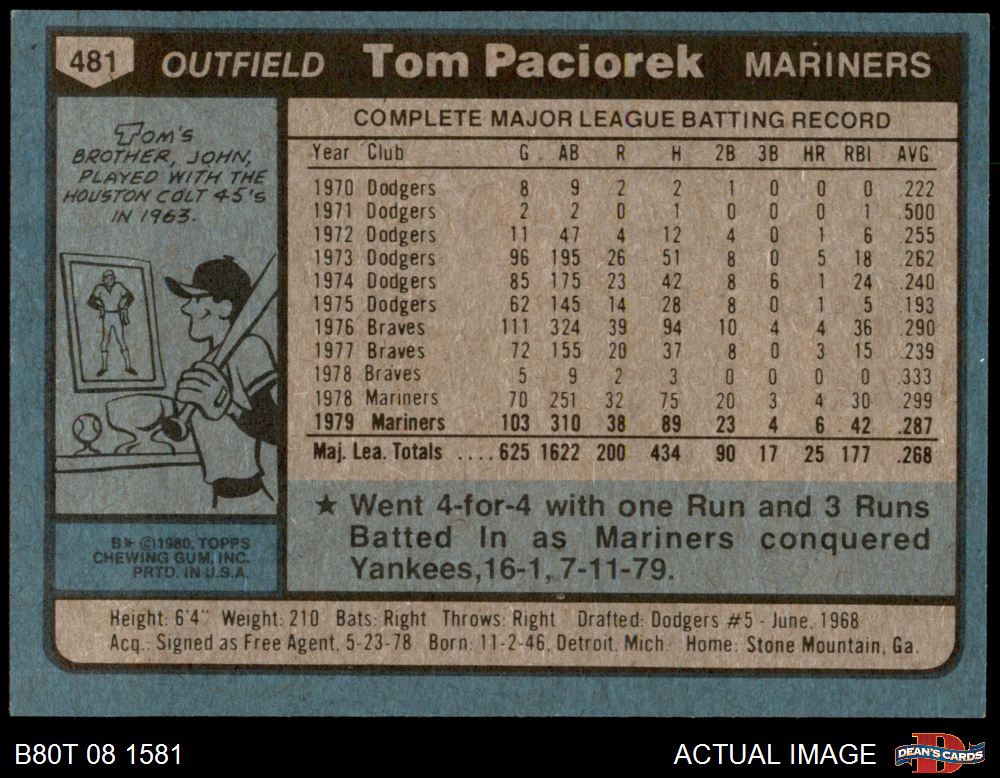 481 OUTFIELD Tom Paciorek MARINERS
TOM'S
BROTHER, JOHN,
PLAYED WITH THE
HOUSTON COLT 45'S
IN 1963.
COMPLETE MAJOR LEAGUE BATTING RECORD
Year Club G AB R H 2B 3B HR RBI AVG
1970 Dodgers 8 9 2 2 1 0 0 0 .222
1971 Dodgers 2 2 0 1 0 0 0 1 .500
1972 Dodgers 11 47 4 12 4 0 1 6 .255
1973 Dodgers 96 195 26 51 8 0 5 18 .262
1974 Dodgers 85 175 23 42 8 6 1 24 .240
1975 Dodgers 62 145 14 28 8 0 1 5 .193
1976 Braves 111 324 39 94 10 4 4 36 .290
1977 Braves 72 155 20 37 8 0 3 15 .239
1978 Braves 5 9 2 3 0 0 0 0 .333
1978 Mariners 70 251 32 75 20 3 4 30 .299
1979 Mariners 103 310 38 89 23 4 6 42 .287
Maj. Lea. Totals ....625 1622 200 434 90 17 25 177 .268
★ Went 4-for-4 with one Run and 3 Runs
Batted In as Mariners conquered
Yankees,16-1, 7-11-79.
B* ©1980, TOPPS
CHEWING GUM, INC.
PRTD. IN U.S.A.
Height: 6'4" Weight: 210 Bats: Right Throws: Right Drafted: Dodgers #5 - June, 1968
Acq.: Signed as Free Agent, 5-23-78 Born: 11-2-46, Detroit, Mich. Home: Stone Mountain, Ga.
B80T 08 1581
ACTUAL IMAGE
DEAN'S CARDS